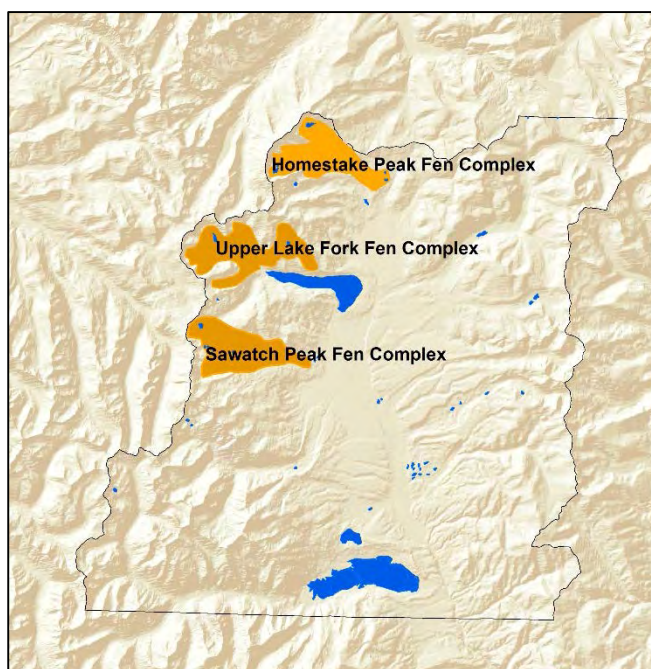 Homestake Peak Fen Complex
Upper Lake Fork Fen Complex
Sawatch Peak Fen Complex